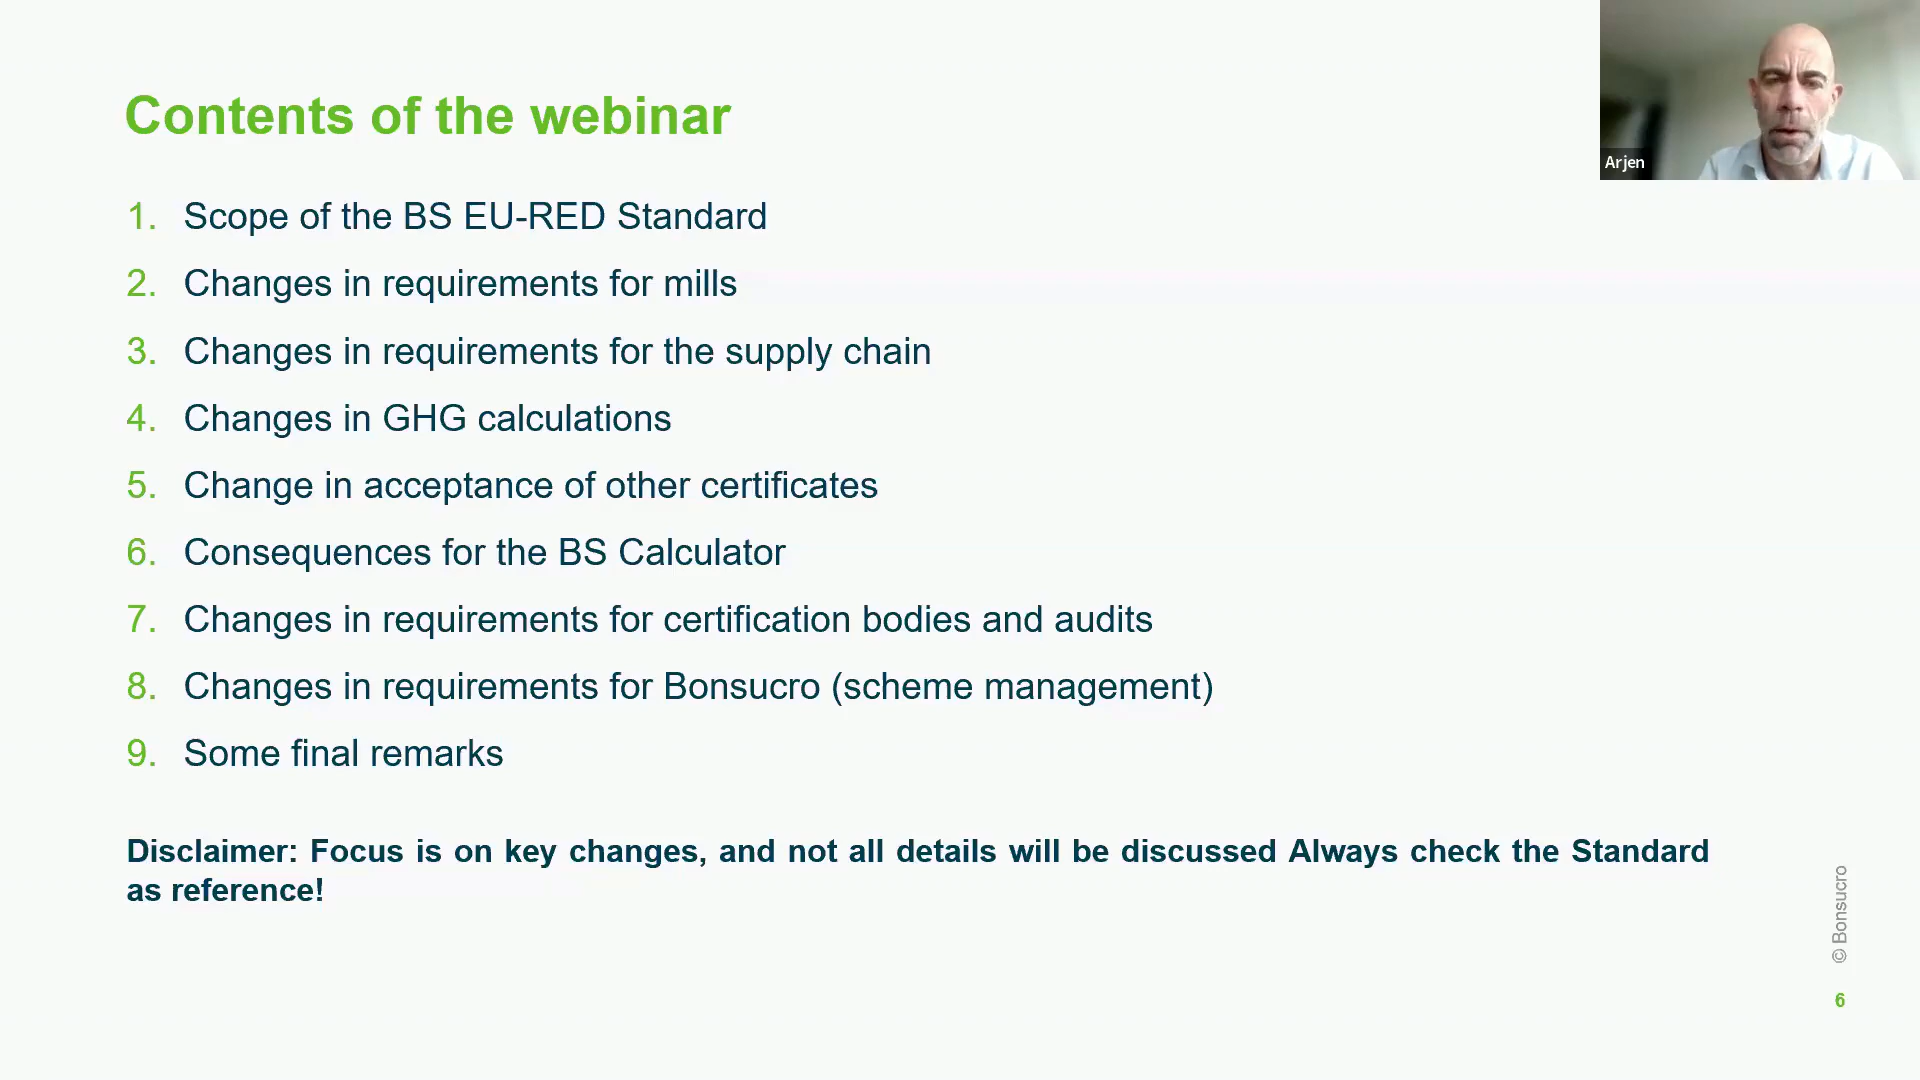 Contents of the webinar
Arjen
1. Scope of the BS EU-RED Standard
2. Changes in requirements for mills
3. Changes in requirements for the supply chain
4. Changes in GHG calculations
5. Change in acceptance of other certificates
6. Consequences for the BS Calculator
7. Changes in requirements for certification bodies and audits
8. Changes in requirements for Bonsucro (scheme management)
9. Some final remarks
Disclaimer: Focus is on key changes, and not all details will be discussed Always check the Standard
as reference!
© Bonsucro
6